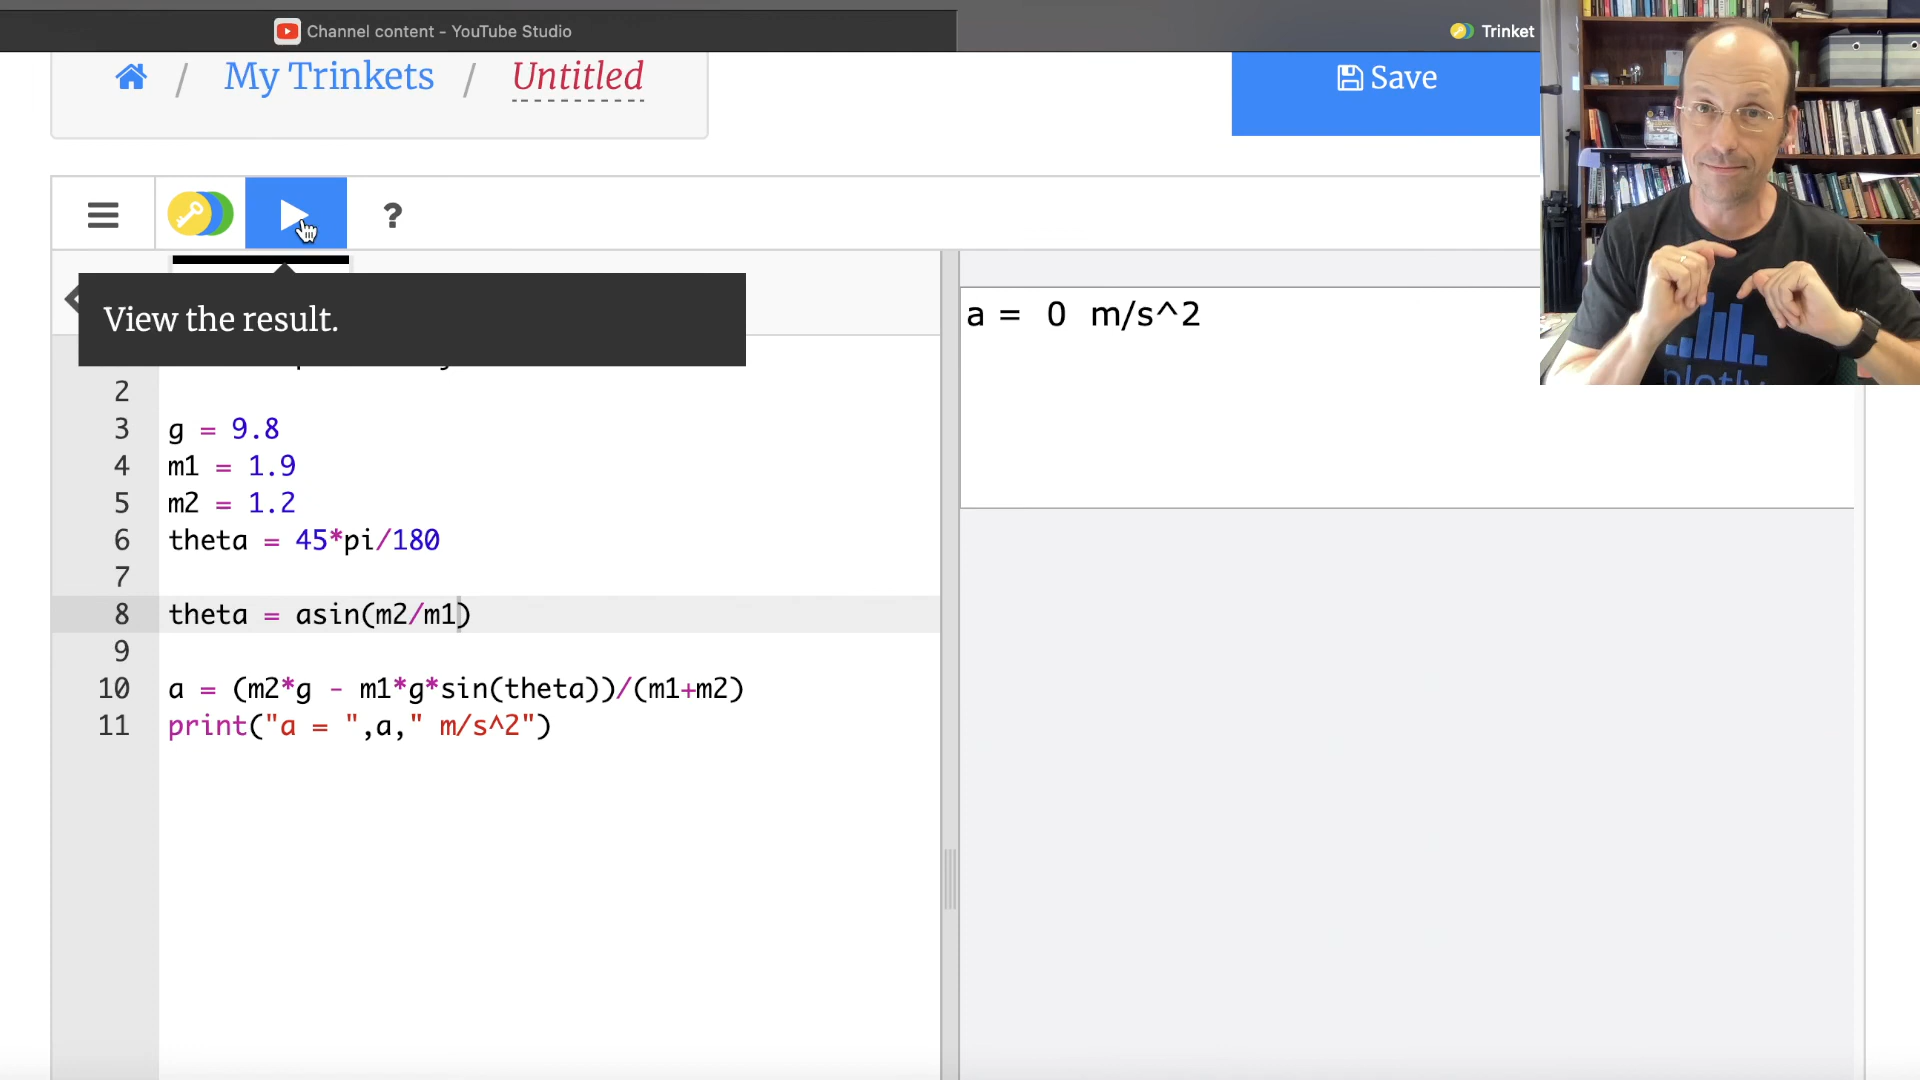 Channel content - YouTube Studio
Trinket
/ My Trinkets / Untitled
Save
?
View the result.
a = 0 m/s^2
2
3 g = 9.8
4 m1 = 1.9
5 m2 = 1.2
6 theta = 45*pi/180
7
8 theta = asin(m2/m1)
9
10 a = (m2*g - m1*g*sin(theta))/(m1+m2)
11 print("a = ",a," m/s^2")
plotly